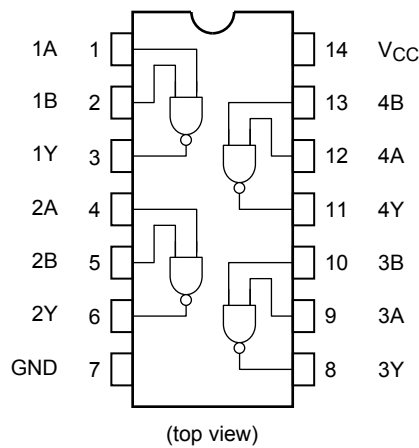 1A 1 14 VCC
1B 2 13 4B
1Y 3 12 4A
2A 4 11 4Y
2B 5 10 3B
2Y 6 9 3A
GND 7 8 3Y
(top view)